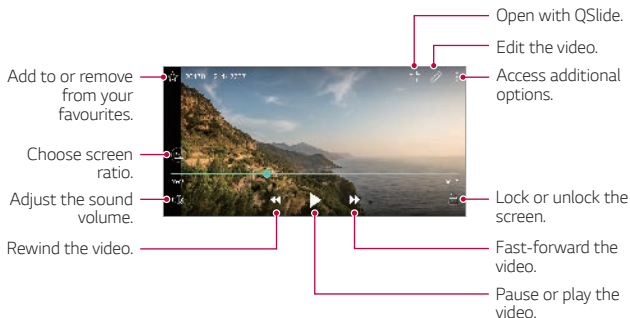 Open with QSlide.
Edit the video.
Access additional
options.
Add to or remove
from your
favourites.
Choose screen
ratio.
Adjust the sound
volume.
Rewind the video.
Lock or unlock the
screen.
Fast-forward the
video.
Pause or play the
video.